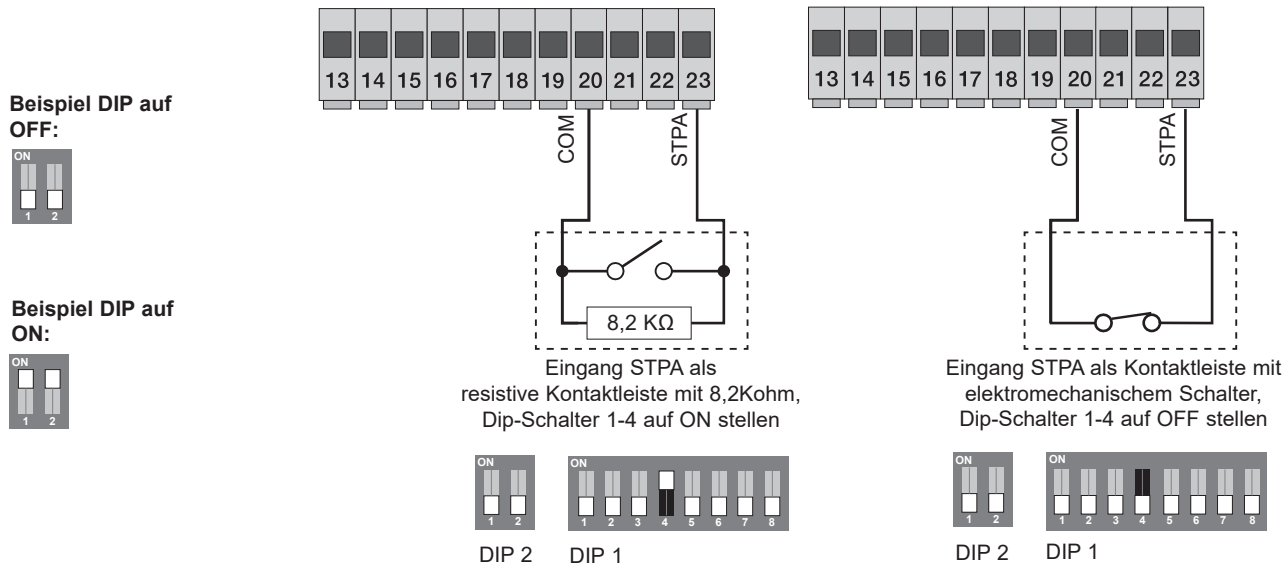 13 14 15 16 17 18 19 20 21 22 23
COM
STPA
13 14 15 16 17 18 19 20 21 22 23
COM
STPA
Beispiel DIP auf
OFF:
ON
1 2
Beispiel DIP auf
ON:
ON
1 2
8,2 KΩ
Eingang STPA als
resistive Kontaktleiste mit 8,2Kohm,
Dip-Schalter 1-4 auf ON stellen
ON
1 2
DIP 2
ON
1 2 3 4 5 6 7 8
DIP 1
Eingang STPA als Kontaktleiste mit
elektromechanischem Schalter,
Dip-Schalter 1-4 auf OFF stellen
ON
1 2
DIP 2
ON
1 2 3 4 5 6 7 8
DIP 1